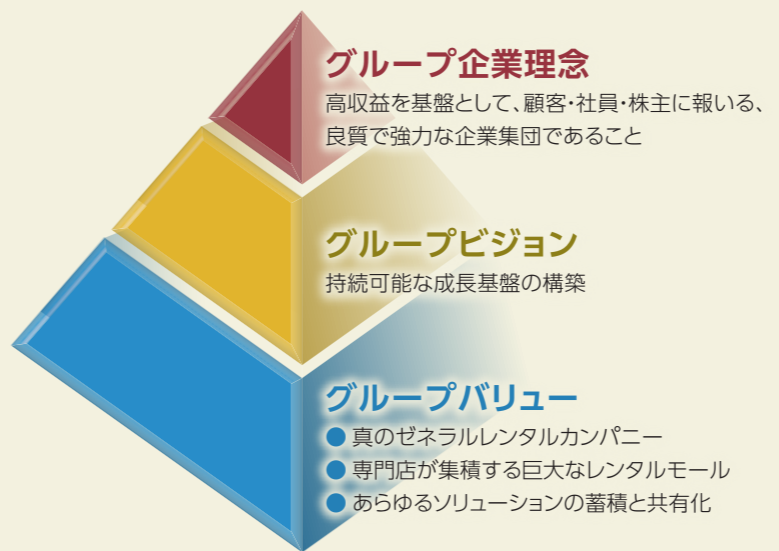 グループ企業理念
高収益を基盤として、顧客・社員・株主に報いる、
良質で強力な企業集団であること
グループビジョン
持続可能な成長基盤の構築
グループバリュー
● 真のゼネラルレンタルカンパニー
● 専門店が集積する巨大なレンタルモール
● あらゆるソリューションの蓄積と共有化